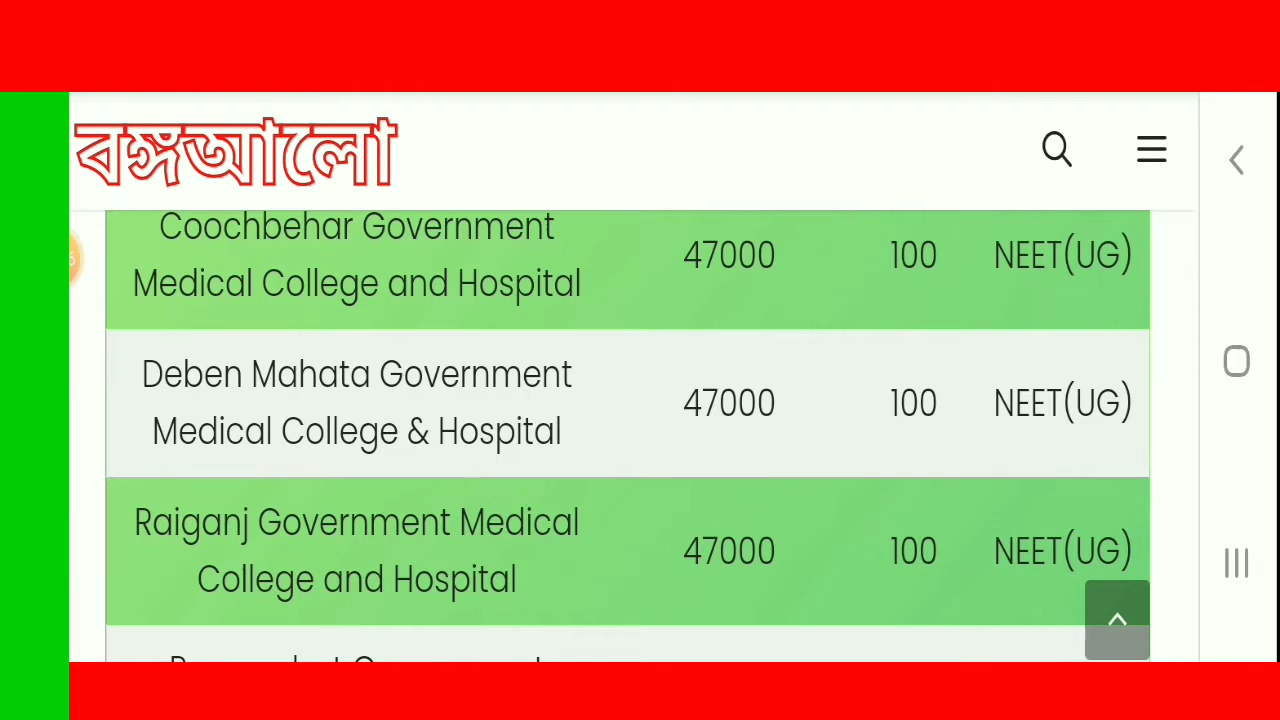 বঙ্গআলো
Coochbehar Government
Medical College and Hospital
47000
100
NEET(UG)
Deben Mahata Government
Medical College & Hospital
47000
100
NEET(UG)
Raiganj Government Medical
College and Hospital
47000
100
NEET(UG)